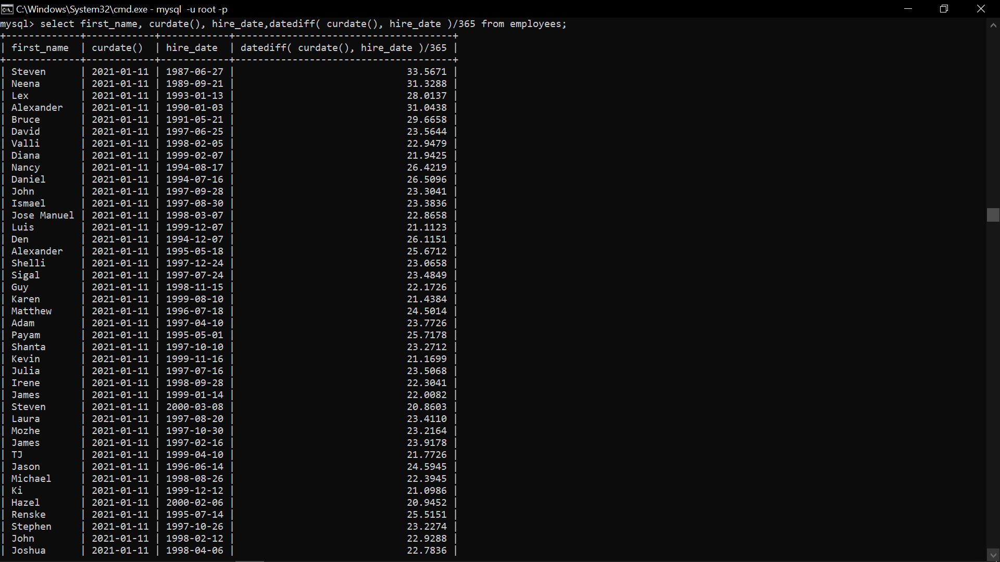 C:\Windows\System32\cmd.exe - mysql  -u root -p
mysql> select first_name, curdate(), hire_date,datediff( curdate(), hire_date )/365 from employees;
+-------------+------------+------------+--------------------------------------+
| first_name  | curdate()  | hire_date  | datediff( curdate(), hire_date )/365 |
+-------------+------------+------------+--------------------------------------+
| Steven      | 2021-01-11 | 1987-06-27 |                              33.5671 |
| Neena       | 2021-01-11 | 1989-09-21 |                              31.3288 |
| Lex         | 2021-01-11 | 1993-01-13 |                              28.0137 |
| Alexander   | 2021-01-11 | 1990-01-03 |                              31.0438 |
| Bruce       | 2021-01-11 | 1991-05-21 |                              29.6658 |
| David       | 2021-01-11 | 1997-06-25 |                              23.5644 |
| Valli       | 2021-01-11 | 1998-02-05 |                              22.9479 |
| Diana       | 2021-01-11 | 1999-02-07 |                              21.9425 |
| Nancy       | 2021-01-11 | 1994-08-17 |                              26.4219 |
| Daniel      | 2021-01-11 | 1994-07-16 |                              26.5096 |
| John        | 2021-01-11 | 1997-09-28 |                              23.3041 |
| Ismael      | 2021-01-11 | 1997-08-30 |                              23.3836 |
| Jose Manuel | 2021-01-11 | 1998-03-07 |                              22.8658 |
| Luis        | 2021-01-11 | 1999-12-07 |                              21.1123 |
| Den         | 2021-01-11 | 1994-12-07 |                              26.1151 |
| Alexander   | 2021-01-11 | 1995-05-18 |                              25.6712 |
| Shelli      | 2021-01-11 | 1997-12-24 |                              23.0658 |
| Sigal       | 2021-01-11 | 1997-07-24 |                              23.4849 |
| Guy         | 2021-01-11 | 1998-11-15 |                              22.1726 |
| Karen       | 2021-01-11 | 1999-08-10 |                              21.4384 |
| Matthew     | 2021-01-11 | 1996-07-18 |                              24.5014 |
| Adam        | 2021-01-11 | 1997-04-10 |                              23.7726 |
| Payam       | 2021-01-11 | 1995-05-01 |                              25.7178 |
| Shanta      | 2021-01-11 | 1997-10-10 |                              23.2712 |
| Kevin       | 2021-01-11 | 1999-11-16 |                              21.1699 |
| Julia       | 2021-01-11 | 1997-07-16 |                              23.5068 |
| Irene       | 2021-01-11 | 1998-09-28 |                              22.3041 |
| James       | 2021-01-11 | 1999-01-14 |                              22.0082 |
| Steven      | 2021-01-11 | 2000-03-08 |                              20.8603 |
| Laura       | 2021-01-11 | 1997-08-20 |                              23.4110 |
| Mozhe       | 2021-01-11 | 1997-10-30 |                              23.2164 |
| James       | 2021-01-11 | 1997-02-16 |                              23.9178 |
| TJ          | 2021-01-11 | 1999-04-10 |                              21.7726 |
| Jason       | 2021-01-11 | 1996-06-14 |                              24.5945 |
| Michael     | 2021-01-11 | 1998-08-26 |                              22.3945 |
| Ki          | 2021-01-11 | 1999-12-12 |                              21.0986 |
| Hazel       | 2021-01-11 | 2000-02-06 |                              20.9452 |
| Renske      | 2021-01-11 | 1995-07-14 |                              25.5151 |
| Stephen     | 2021-01-11 | 1997-10-26 |                              23.2274 |
| John        | 2021-01-11 | 1998-02-12 |                              22.9288 |
| Joshua      | 2021-01-11 | 1998-04-06 |                              22.7836 |